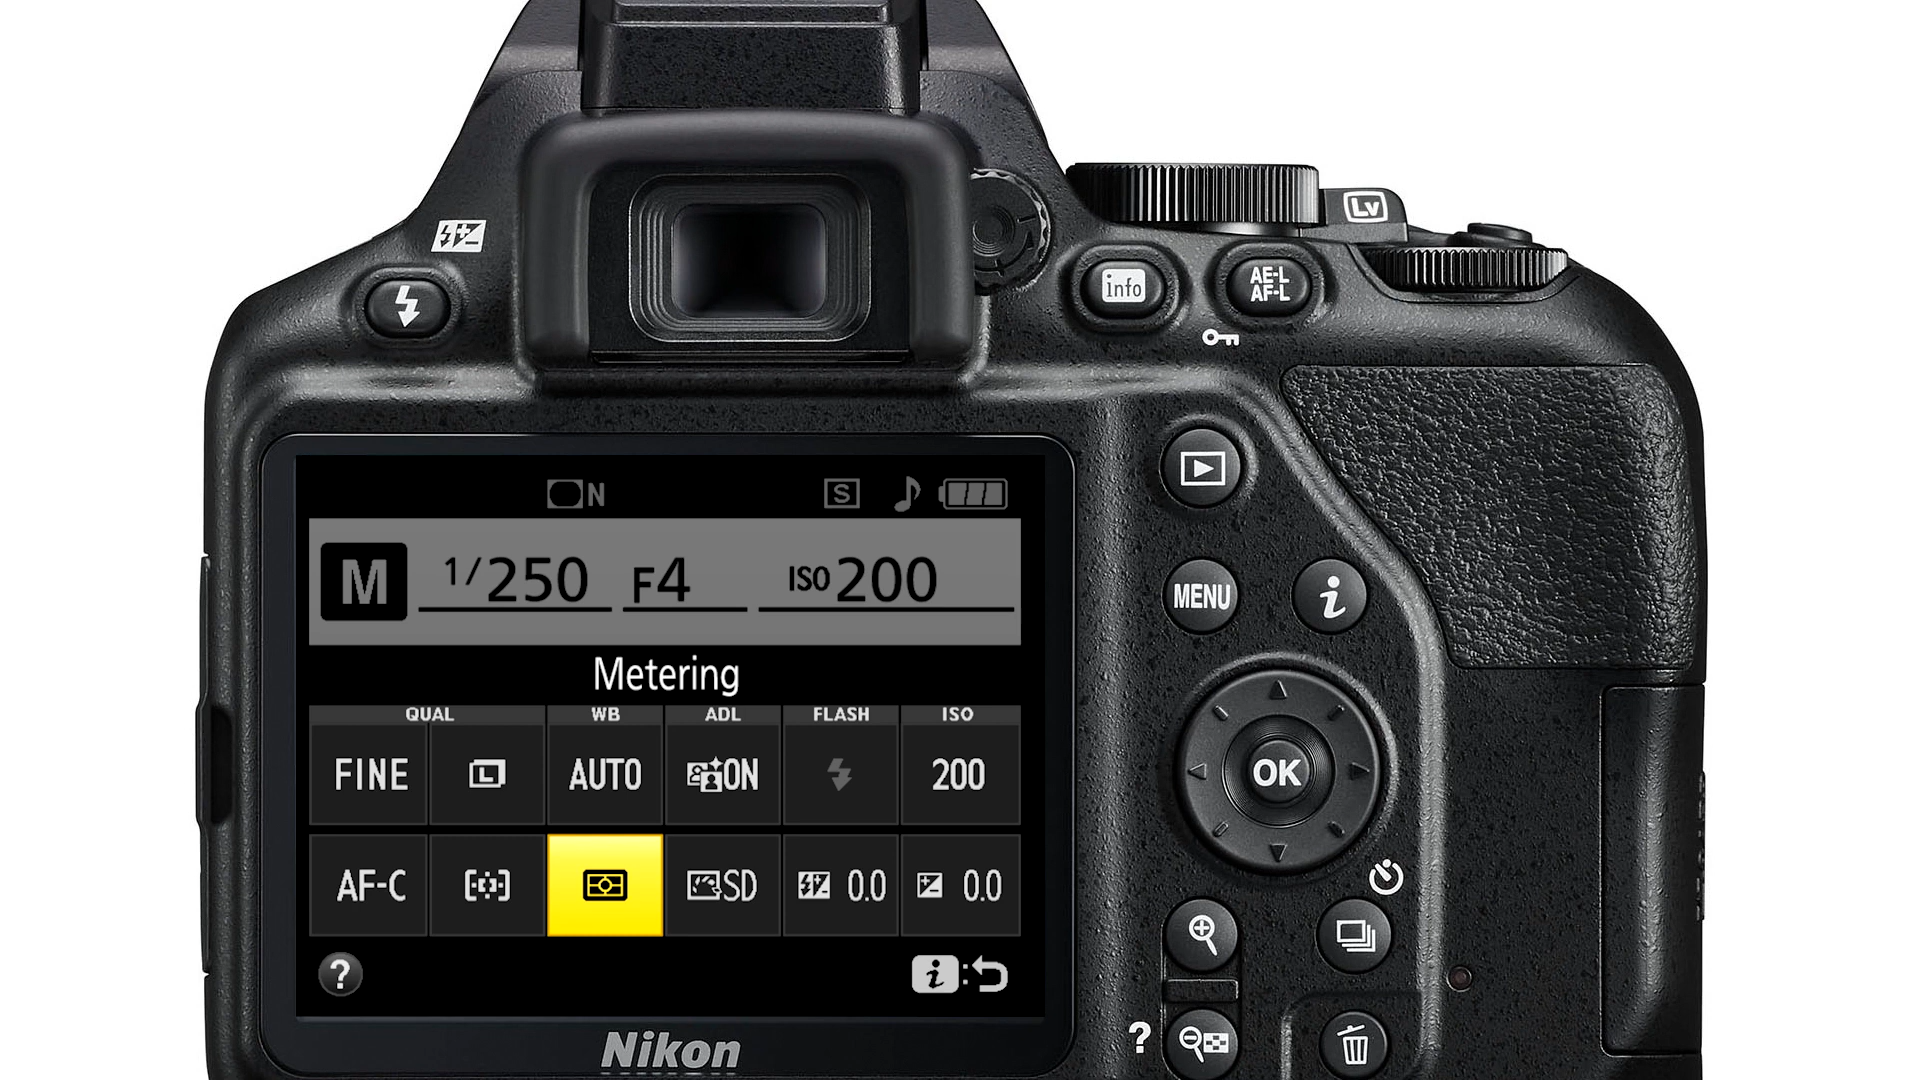 Lv
info
AE-L
AF-L
N
S
M 1/250 F4 ISO 200
Metering
QUAL WB ADL FLASH ISO
FINE L AUTO ON 200
AF-C SD 0.0 0.0
?
i :
MENU
i
OK
?
Nikon